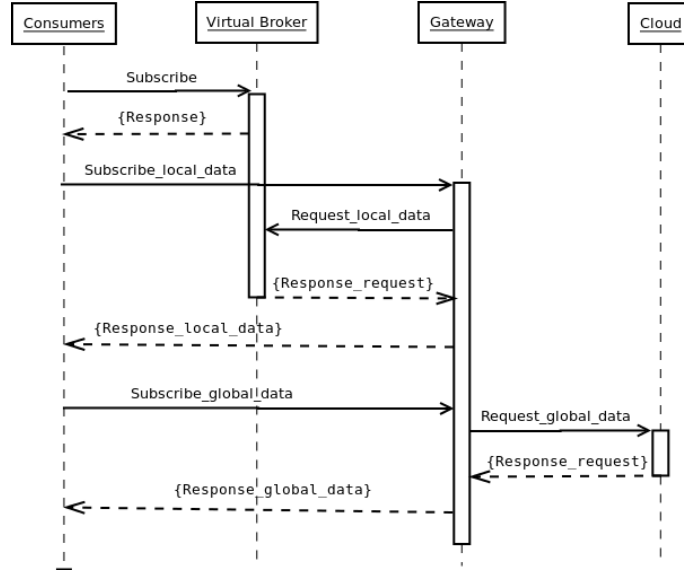 Consumers
Virtual Broker
Gateway
Cloud
Subscribe
{Response}
Subscribe_local_data
Request_local_data
{Response_request}
{Response_local_data}
Subscribe_global_data
Request_global_data
{Response_request}
{Response_global_data}